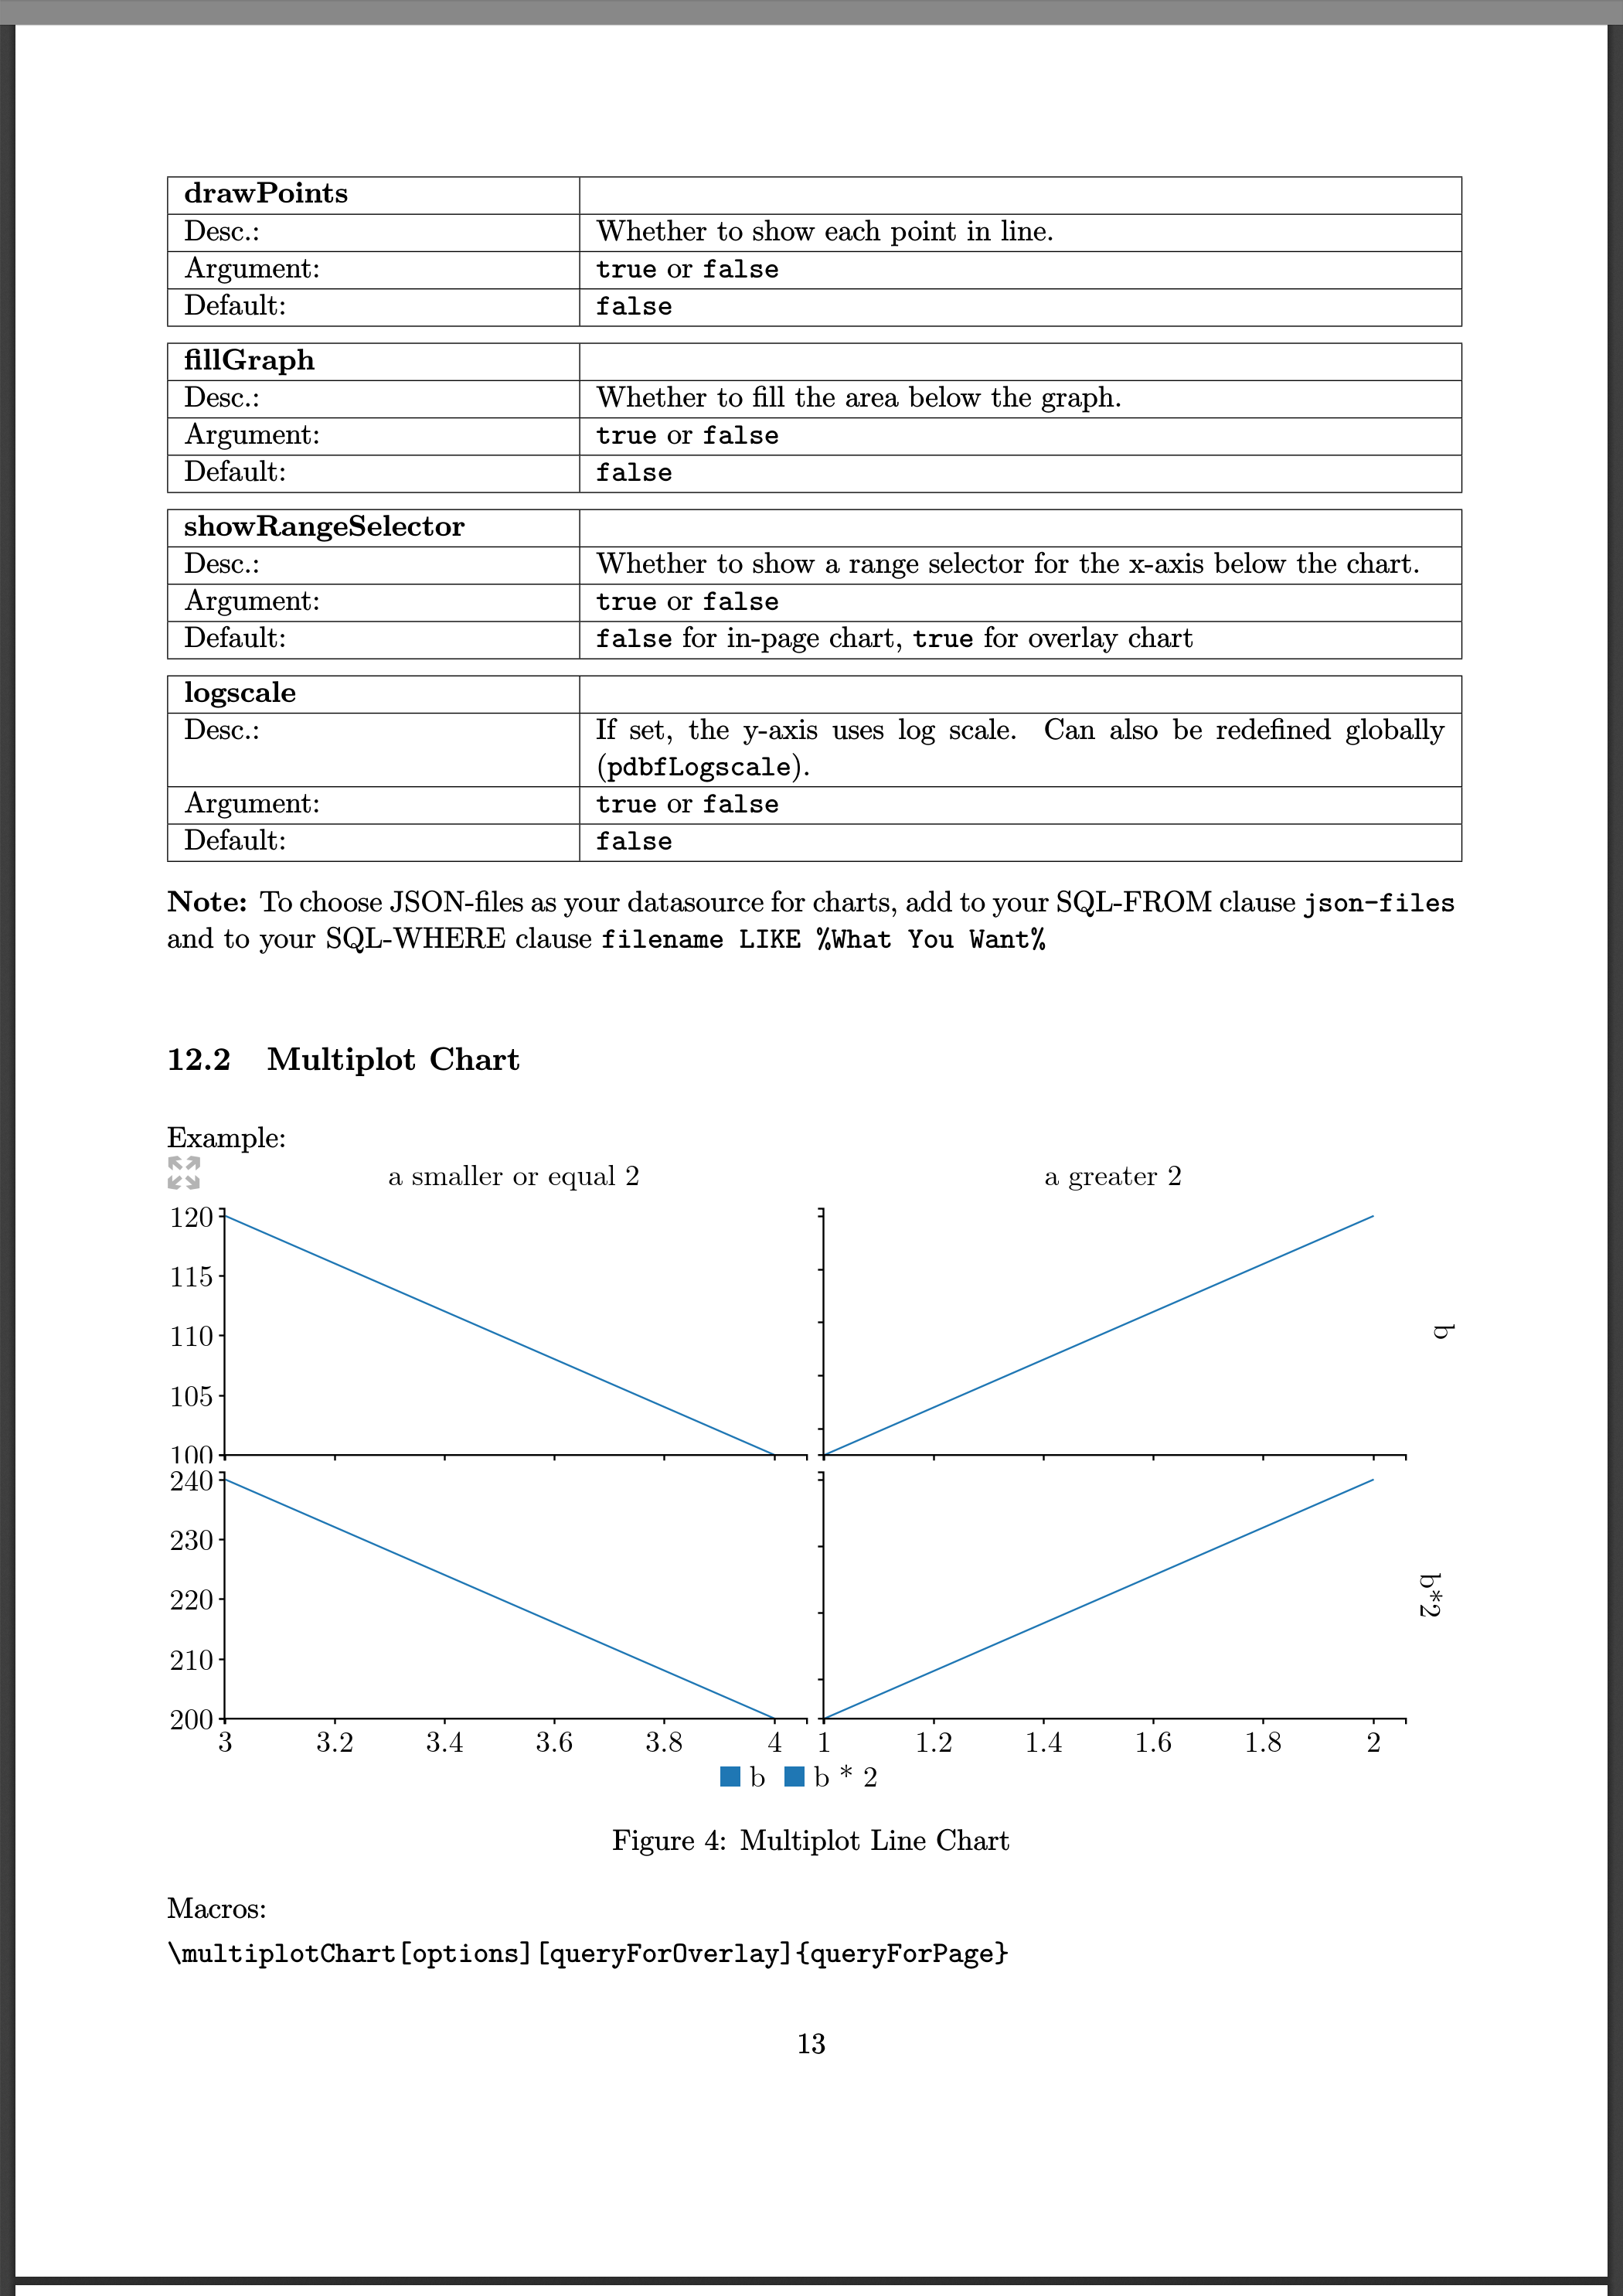 drawPoints
Desc.: Whether to show each point in line.
Argument: true or false
Default: false
fillGraph
Desc.: Whether to fill the area below the graph.
Argument: true or false
Default: false
showRangeSelector
Desc.: Whether to show a range selector for the x-axis below the chart.
Argument: true or false
Default: false for in-page chart, true for overlay chart
logscale
Desc.: If set, the y-axis uses log scale. Can also be redefined globally
(pdbfLogscale).
Argument: true or false
Default: false
Note: To choose JSON-files as your datasource for charts, add to your SQL-FROM clause json-files
and to your SQL-WHERE clause filename LIKE %What You Want%
12.2 Multiplot Chart
Example:
a smaller or equal 2 a greater 2
120
115
110
105
100
b
240
230
220
210
200
b*2
3 3.2 3.4 3.6 3.8 4 1 1.2 1.4 1.6 1.8 2
b b * 2
Figure 4: Multiplot Line Chart
Macros:
\multiplotChart[options][queryForOverlay]{queryForPage}
13